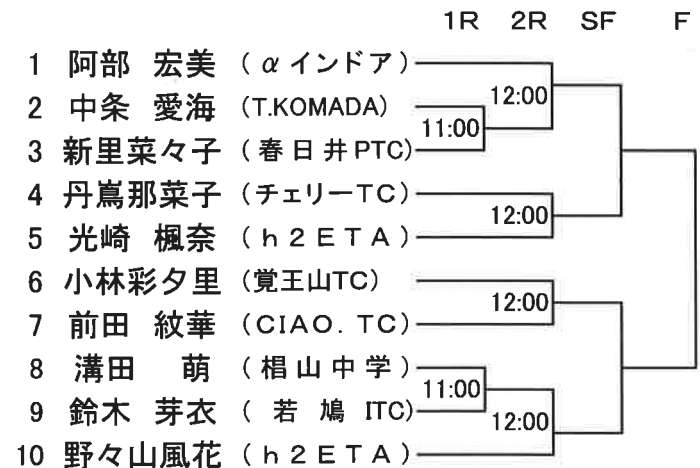 1R 2R SF F
1 阿部 宏美 (αインドア)
12:00
2 中条 愛海 (T.KOMADA)
11:00
3 新里菜々子 (春日井PTC)
4 丹嶌那菜子 (チェリーTC)
12:00
5 光崎 楓奈 (h2ETA)
6 小林彩夕里 (覚王山TC)
12:00
7 前田 紋華 (CIAO. TC)
8 溝田 萌 (椙山中学)
11:00
9 鈴木 芽衣 (若鳩ITC)
12:00
10 野々山風花 (h2ETA)